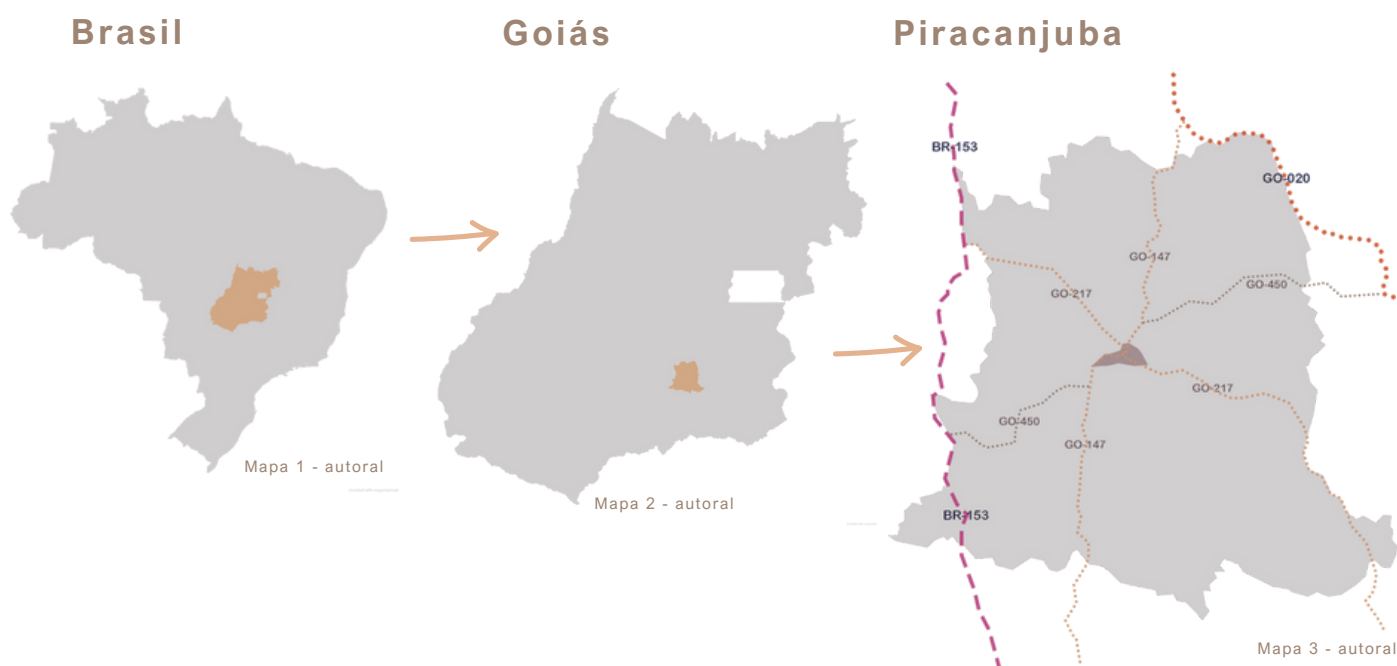 Brasil
Goiás
Piracanjuba
BR-153
GO-020
GO-147
GO-217
GO-450
GO-217
GO-450
GO-147
BR-153
Mapa 1 - autoral
Mapa 2 - autoral
Mapa 3 - autoral